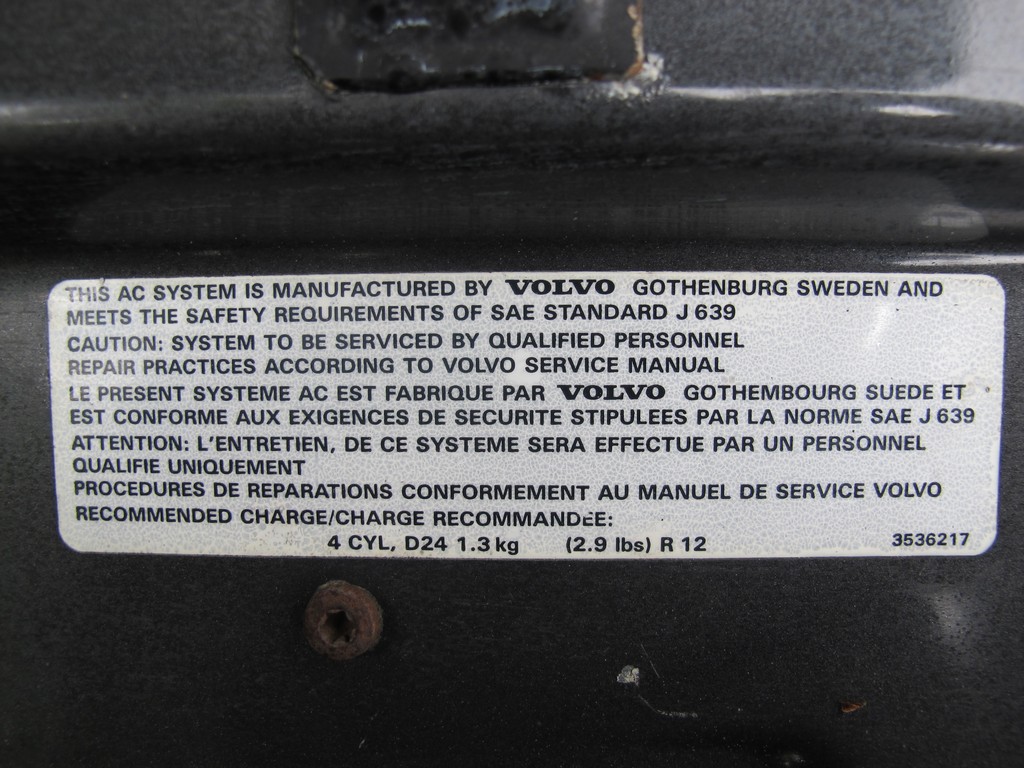 THIS AC SYSTEM IS MANUFACTURED BY VOLVO GOTHENBURG SWEDEN AND
MEETS THE SAFETY REQUIREMENTS OF SAE STANDARD J 639
CAUTION: SYSTEM TO BE SERVICED BY QUALIFIED PERSONNEL
REPAIR PRACTICES ACCORDING TO VOLVO SERVICE MANUAL
LE PRESENT SYSTEME AC EST FABRIQUE PAR VOLVO GOTHEMBOURG SUEDE ET
EST CONFORME AUX EXIGENCES DE SECURITE STIPULEES PAR LA NORME SAE J 639
ATTENTION: L'ENTRETIEN, DE CE SYSTEME SERA EFFECTUE PAR UN PERSONNEL
QUALIFIE UNIQUEMENT
PROCEDURES DE REPARATIONS CONFORMEMENT AU MANUEL DE SERVICE VOLVO
RECOMMENDED CHARGE/CHARGE RECOMMANDEE:
4 CYL, D24 1.3 kg (2.9 lbs) R 12 3536217